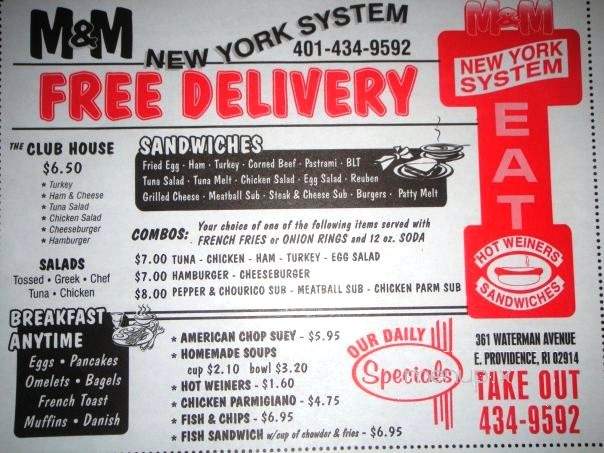 M&M
NEW YORK SYSTEM
401-434-9592
FREE DELIVERY
M&M
NEW YORK
SYSTEM
EAT
HOT WEINERS
SANDWICHES
THE CLUB HOUSE
$6.50
* Turkey
* Ham & Cheese
* Tuna Salad
* Chicken Salad
* Cheeseburger
* Hamburger
SALADS
Tossed • Greek • Chef
Tuna • Chicken
SANDWICHES
Fried Egg · Ham · Turkey · Corned Beef · Pastrami · BLT
Tuna Salad · Tuna Melt · Chicken Salad · Egg Salad · Reuben
Grilled Cheese · Meatball Sub · Steak & Cheese Sub · Burgers · Patty Melt
COMBOS: Your choice of one of the following items served with
FRENCH FRIES or ONION RINGS and 12 oz. SODA
$7.00 TUNA - CHICKEN - HAM - TURKEY - EGG SALAD
$7.00 HAMBURGER - CHEESEBURGER
$8.00 PEPPER & CHOURICO SUB - MEATBALL SUB - CHICKEN PARM SUB
BREAKFAST
ANYTIME
Eggs • Pancakes
Omelets • Bagels
French Toast
Muffins • Danish
* AMERICAN CHOP SUEY - $5.95
* HOMEMADE SOUPS
cup $2.10 bowl $3.20
* HOT WEINERS - $1.60
* CHICKEN PARMIGIANO - $4.75
* FISH & CHIPS - $6.95
* FISH SANDWICH w/cup of chowder & fries - $6.95
OUR DAILY
Specials
361 WATERMAN AVENUE
E. PROVIDENCE, RI 02914
TAKE OUT
434-9592